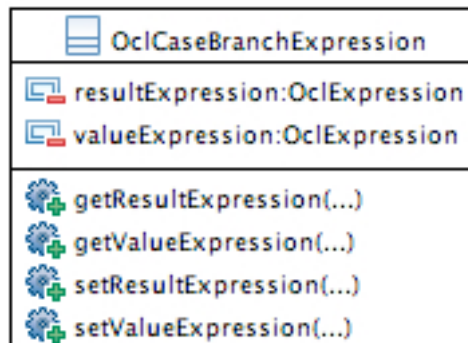 OclCaseBranchExpression
resultExpression:OclExpression
valueExpression:OclExpression
getResultExpression(...)
getValueExpression(...)
setResultExpression(...)
setValueExpression(...)